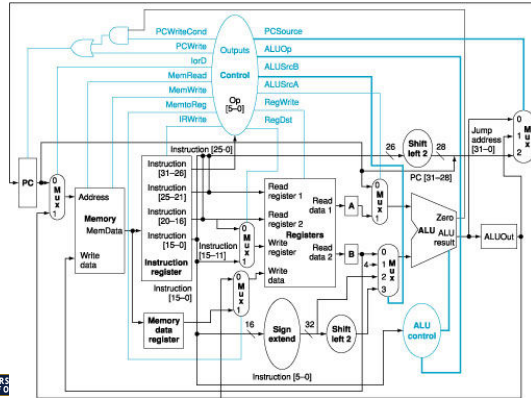 PCWriteCond
PCWrite
IorD
MemRead
MemWrite
MemtoReg
IRWrite
Outputs
Control
Op
[5–0]
PCSource
ALUOp
ALUSrcB
ALUSrcA
RegWrite
RegDst
Instruction [25-0]
26
Shift
left 2
28
Jump
address
[31–0]
0
1
2
M
u
x
PC [31–28]
PC
0
M
u
x
1
Address
Memory
MemData
Write
data
Instruction
[31–26]
Instruction
[25–21]
Instruction
[20–16]
Instruction
[15–0]
Instruction
register
Instruction
[15–0]
Instruction
[15–11]
Memory
data
register
0
M
u
x
1
0
M
u
x
1
Read
register 1
Read
register 2
Registers
Write
register
Write
data
Read
data 1
Read
data 2
A
B
4
0
M
u
x
1
0
1
M
u
x
2
3
Zero
ALU
ALU
result
ALUOut
16
Sign
extend
32
Shift
left 2
ALU
control
Instruction [5–0]